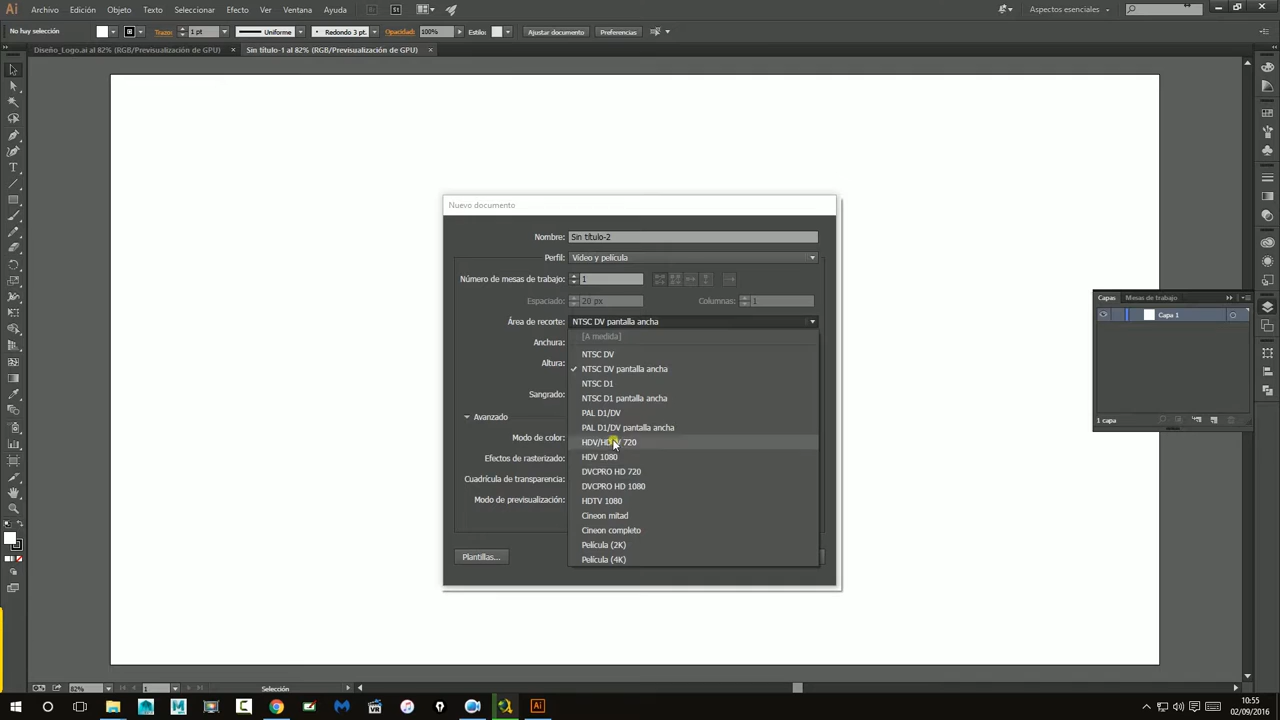 Ai Archivo Edición Objeto Texto Seleccionar Efecto Ver Ventana Ayuda Br St Aspectos esenciales
No hay selección Trazo: 1 pt Uniforme Redondo 3 pt. Opacidad: 100% Estilo: Ajustar documento Preferencias
Diseño_Logo.ai al 82% (RGB/Previsualización de GPU) × Sin título-1 al 82% (RGB/Previsualización de GPU) ×
Nuevo documento
Nombre: Sin título-2
Perfil: Vídeo y película
Número de mesas de trabajo: 1
Espaciado: 20 px Columnas: 1
Área de recorte: NTSC DV pantalla ancha
Anchura:
Altura:
Sangrado:
Avanzado
Modo de color:
Efectos de rasterizado:
Cuadrícula de transparencia:
Modo de previsualización:
Plantillas...
[A medida]
NTSC DV
NTSC DV pantalla ancha
NTSC D1
NTSC D1 pantalla ancha
PAL D1/DV
PAL D1/DV pantalla ancha
HDV/HDTV 720
HDV 1080
DVCPRO HD 720
DVCPRO HD 1080
HDTV 1080
Cineon mitad
Cineon completo
Película (2K)
Película (4K)
Capas Mesas de trabajo
Capa 1
1 capa
82% 1 Selección
10:55
02/09/2016